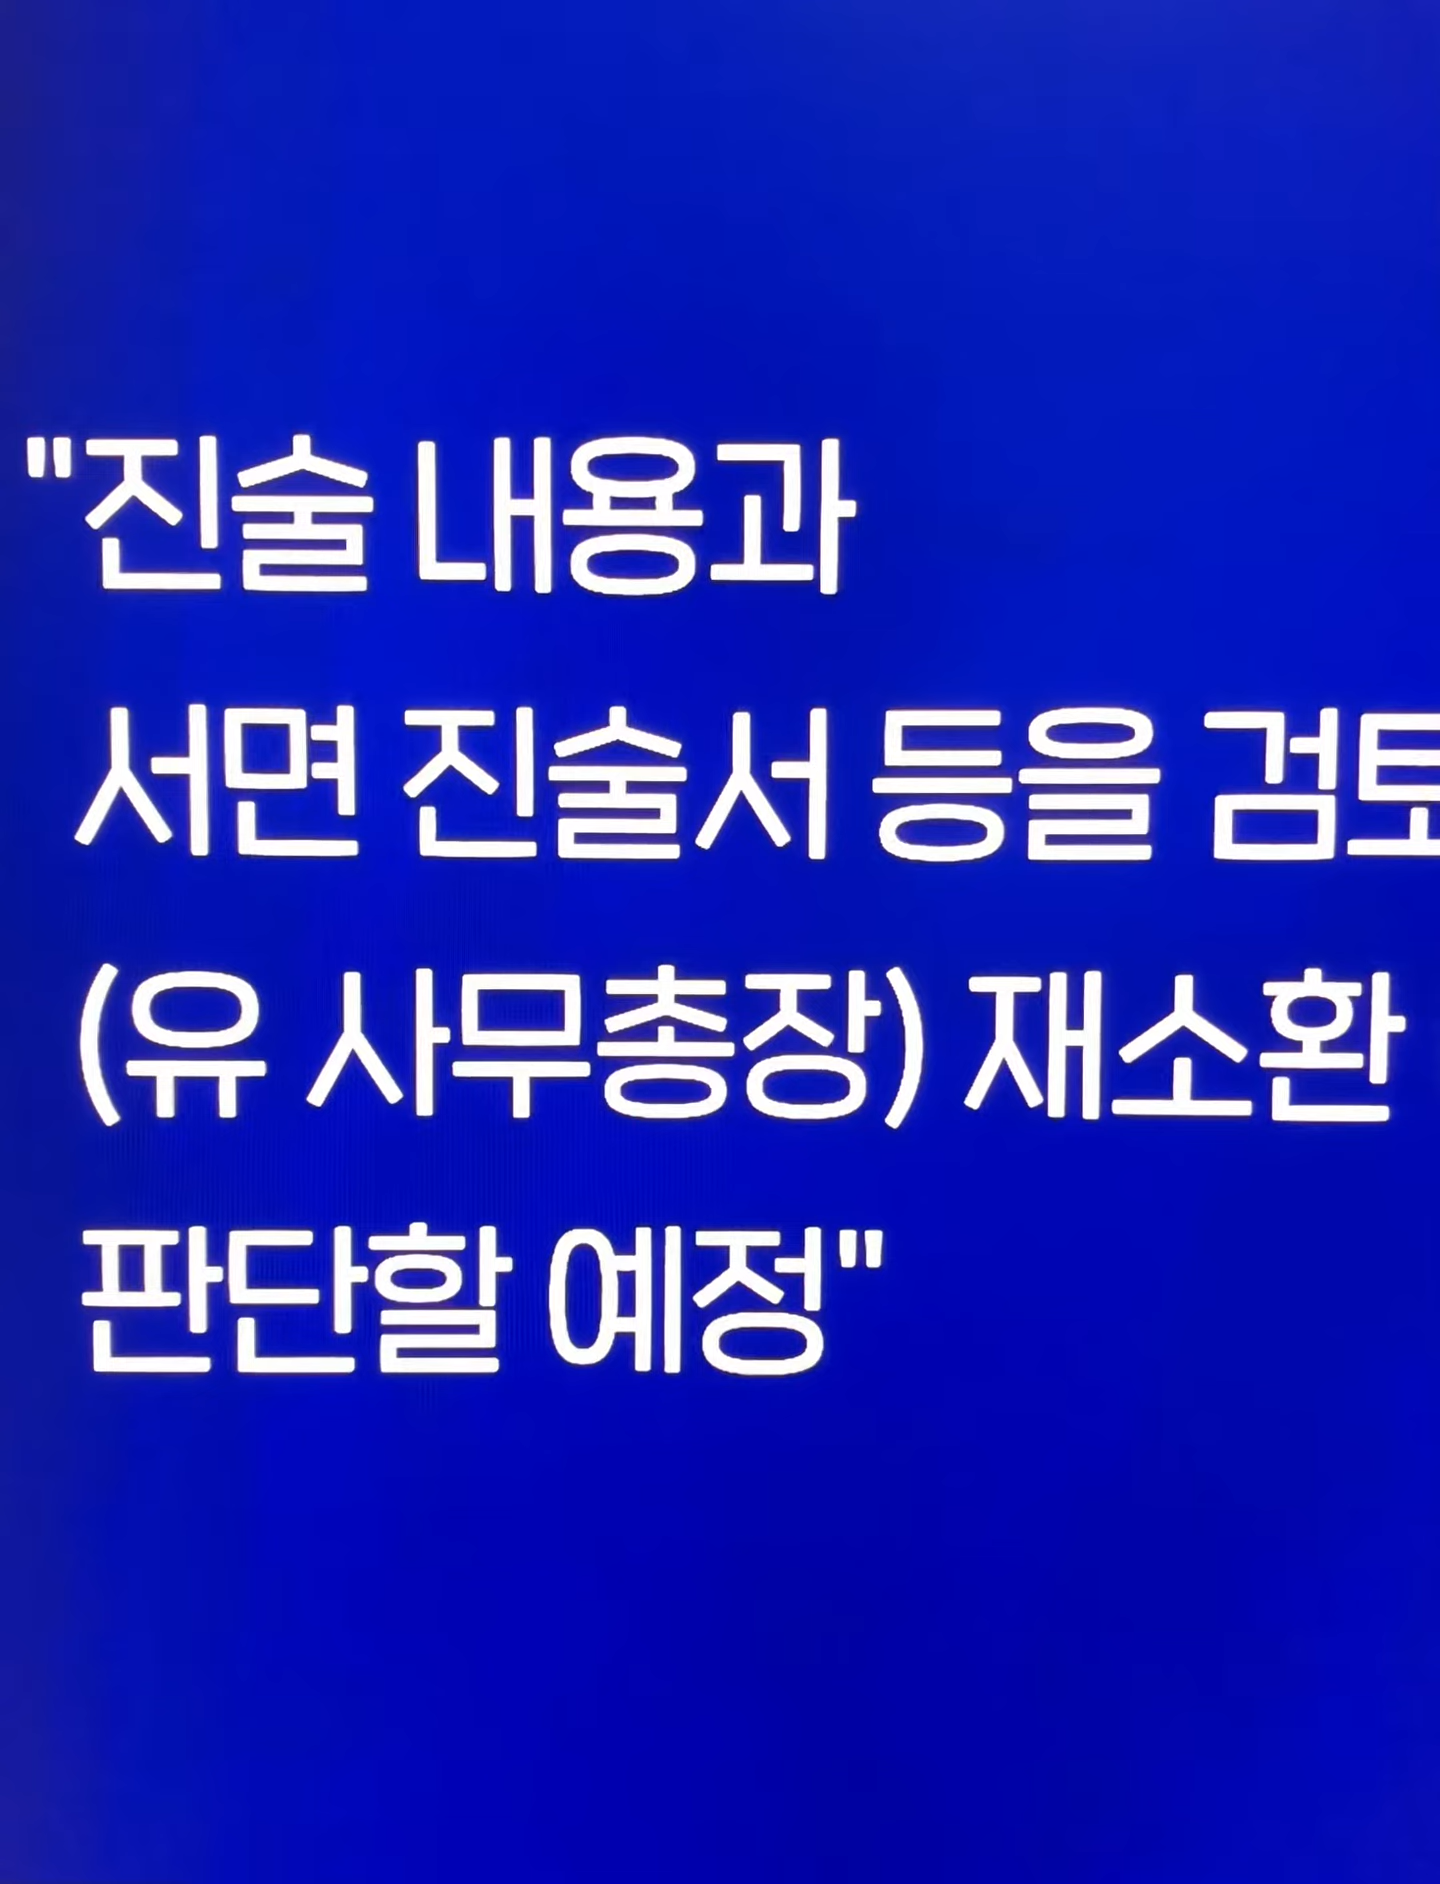 "진술 내용과
서면 진술서 등을 검토
(유 사무총장) 재소환
판단할 예정"